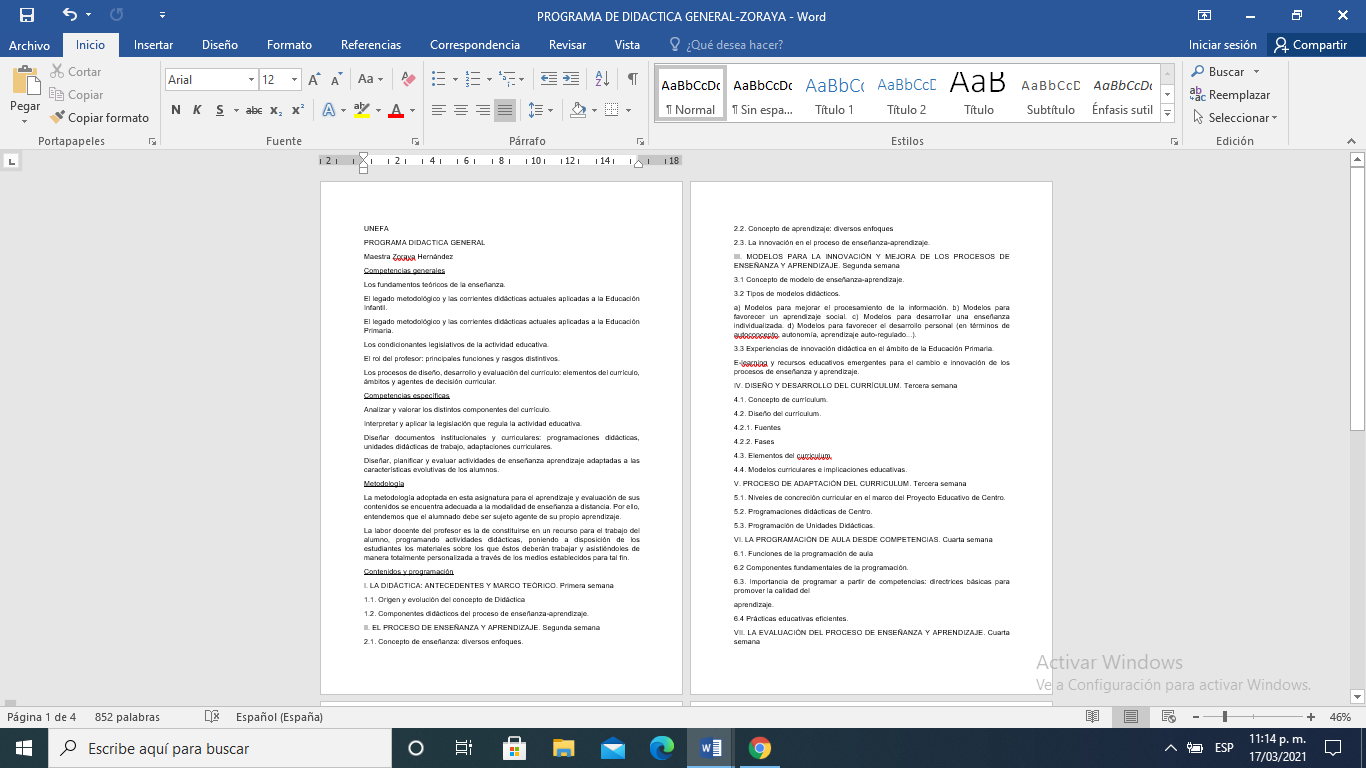 PROGRAMA DE DIDACTICA GENERAL-ZORAYA - Word
Archivo Inicio Insertar Diseño Formato Referencias Correspondencia Revisar Vista ¿Qué desea hacer? Iniciar sesión Compartir
Pegar
Cortar
Copiar
Copiar formato
Portapapeles
Arial 12
Aa
N K S abc x₂ x²
Fuente
Párrafo
AaBbCcDc AaBbCcDc AaBbCc AaBbCcD AaB AaBbCcD AaBbCcDt
¶ Normal ¶ Sin espa... Título 1 Título 2 Título Subtítulo Énfasis sutil
Estilos
Buscar
Reemplazar
Seleccionar
Edición
2 2 4 6 8 10 12 14 18
UNEFA
PROGRAMA DIDACTICA GENERAL
Maestra Zoraya Hernández
Competencias generales
Los fundamentos teóricos de la enseñanza.
El legado metodológico y las corrientes didácticas actuales aplicadas a la Educación
Infantil.
El legado metodológico y las corrientes didácticas actuales aplicadas a la Educación
Primaria.
Los condicionantes legislativos de la actividad educativa.
El rol del profesor: principales funciones y rasgos distintivos.
Los procesos de diseño, desarrollo y evaluación del currículo: elementos del currículo,
ámbitos y agentes de decisión curricular.
Competencias específicas
Analizar y valorar los distintos componentes del currículo.
Interpretar y aplicar la legislación que regula la actividad educativa.
Diseñar documentos institucionales y curriculares: programaciones didácticas,
unidades didácticas de trabajo, adaptaciones curriculares.
Diseñar, planificar y evaluar actividades de enseñanza aprendizaje adaptadas a las
características evolutivas de los alumnos.
Metodología
La metodología adoptada en esta asignatura para el aprendizaje y evaluación de sus
contenidos se encuentra adecuada a la modalidad de enseñanza a distancia. Por ello,
entendemos que el alumnado debe ser sujeto agente de su propio aprendizaje.
La labor docente del profesor es la de constituirse en un recurso para el trabajo del
alumno, programando actividades didácticas, poniendo a disposición de los
estudiantes los materiales sobre los que éstos deberán trabajar y asistiéndoles de
manera totalmente personalizada a través de los medios establecidos para tal fin.
Contenidos y programación
I. LA DIDÁCTICA: ANTECEDENTES Y MARCO TEÓRICO. Primera semana
1.1. Origen y evolución del concepto de Didáctica
1.2. Componentes didácticos del proceso de enseñanza-aprendizaje.
II. EL PROCESO DE ENSEÑANZA Y APRENDIZAJE. Segunda semana
2.1. Concepto de enseñanza: diversos enfoques.
2.2. Concepto de aprendizaje: diversos enfoques
2.3. La innovación en el proceso de enseñanza-aprendizaje.
III. MODELOS PARA LA INNOVACIÓN Y MEJORA DE LOS PROCESOS DE
ENSEÑANZA Y APRENDIZAJE. Segunda semana
3.1 Concepto de modelo de enseñanza-aprendizaje.
3.2 Tipos de modelos didácticos.
a) Modelos para mejorar el procesamiento de la información. b) Modelos para
favorecer un aprendizaje social. c) Modelos para desarrollar una enseñanza
individualizada. d) Modelos para favorecer el desarrollo personal (en términos de
autoconcepto, autonomía, aprendizaje auto-regulado...).
3.3 Experiencias de innovación didáctica en el ámbito de la Educación Primaria.
E-learning y recursos educativos emergentes para el cambio e innovación de los
procesos de enseñanza y aprendizaje.
IV. DISEÑO Y DESARROLLO DEL CURRÍCULUM. Tercera semana
4.1. Concepto de currículum.
4.2. Diseño del currículum.
4.2.1. Fuentes
4.2.2. Fases
4.3. Elementos del curriculum.
4.4. Modelos curriculares e implicaciones educativas.
V. PROCESO DE ADAPTACIÓN DEL CURRICULUM. Tercera semana
5.1. Niveles de concreción curricular en el marco del Proyecto Educativo de Centro.
5.2. Programaciones didácticas de Centro.
5.3. Programación de Unidades Didácticas.
VI. LA PROGRAMACIÓN DE AULA DESDE COMPETENCIAS. Cuarta semana
6.1. Funciones de la programación de aula
6.2 Componentes fundamentales de la programación.
6.3. Importancia de programar a partir de competencias: directrices básicas para
promover la calidad del
aprendizaje.
6.4 Prácticas educativas eficientes.
VII. LA EVALUACIÓN DEL PROCESO DE ENSEÑANZA Y APRENDIZAJE. Cuarta
semana
Activar Windows
Ve a Configuración para activar Windows.
Página 1 de 4 852 palabras Español (España) 46%
Escribe aquí para buscar
ESP
11:14 p. m.
17/03/2021